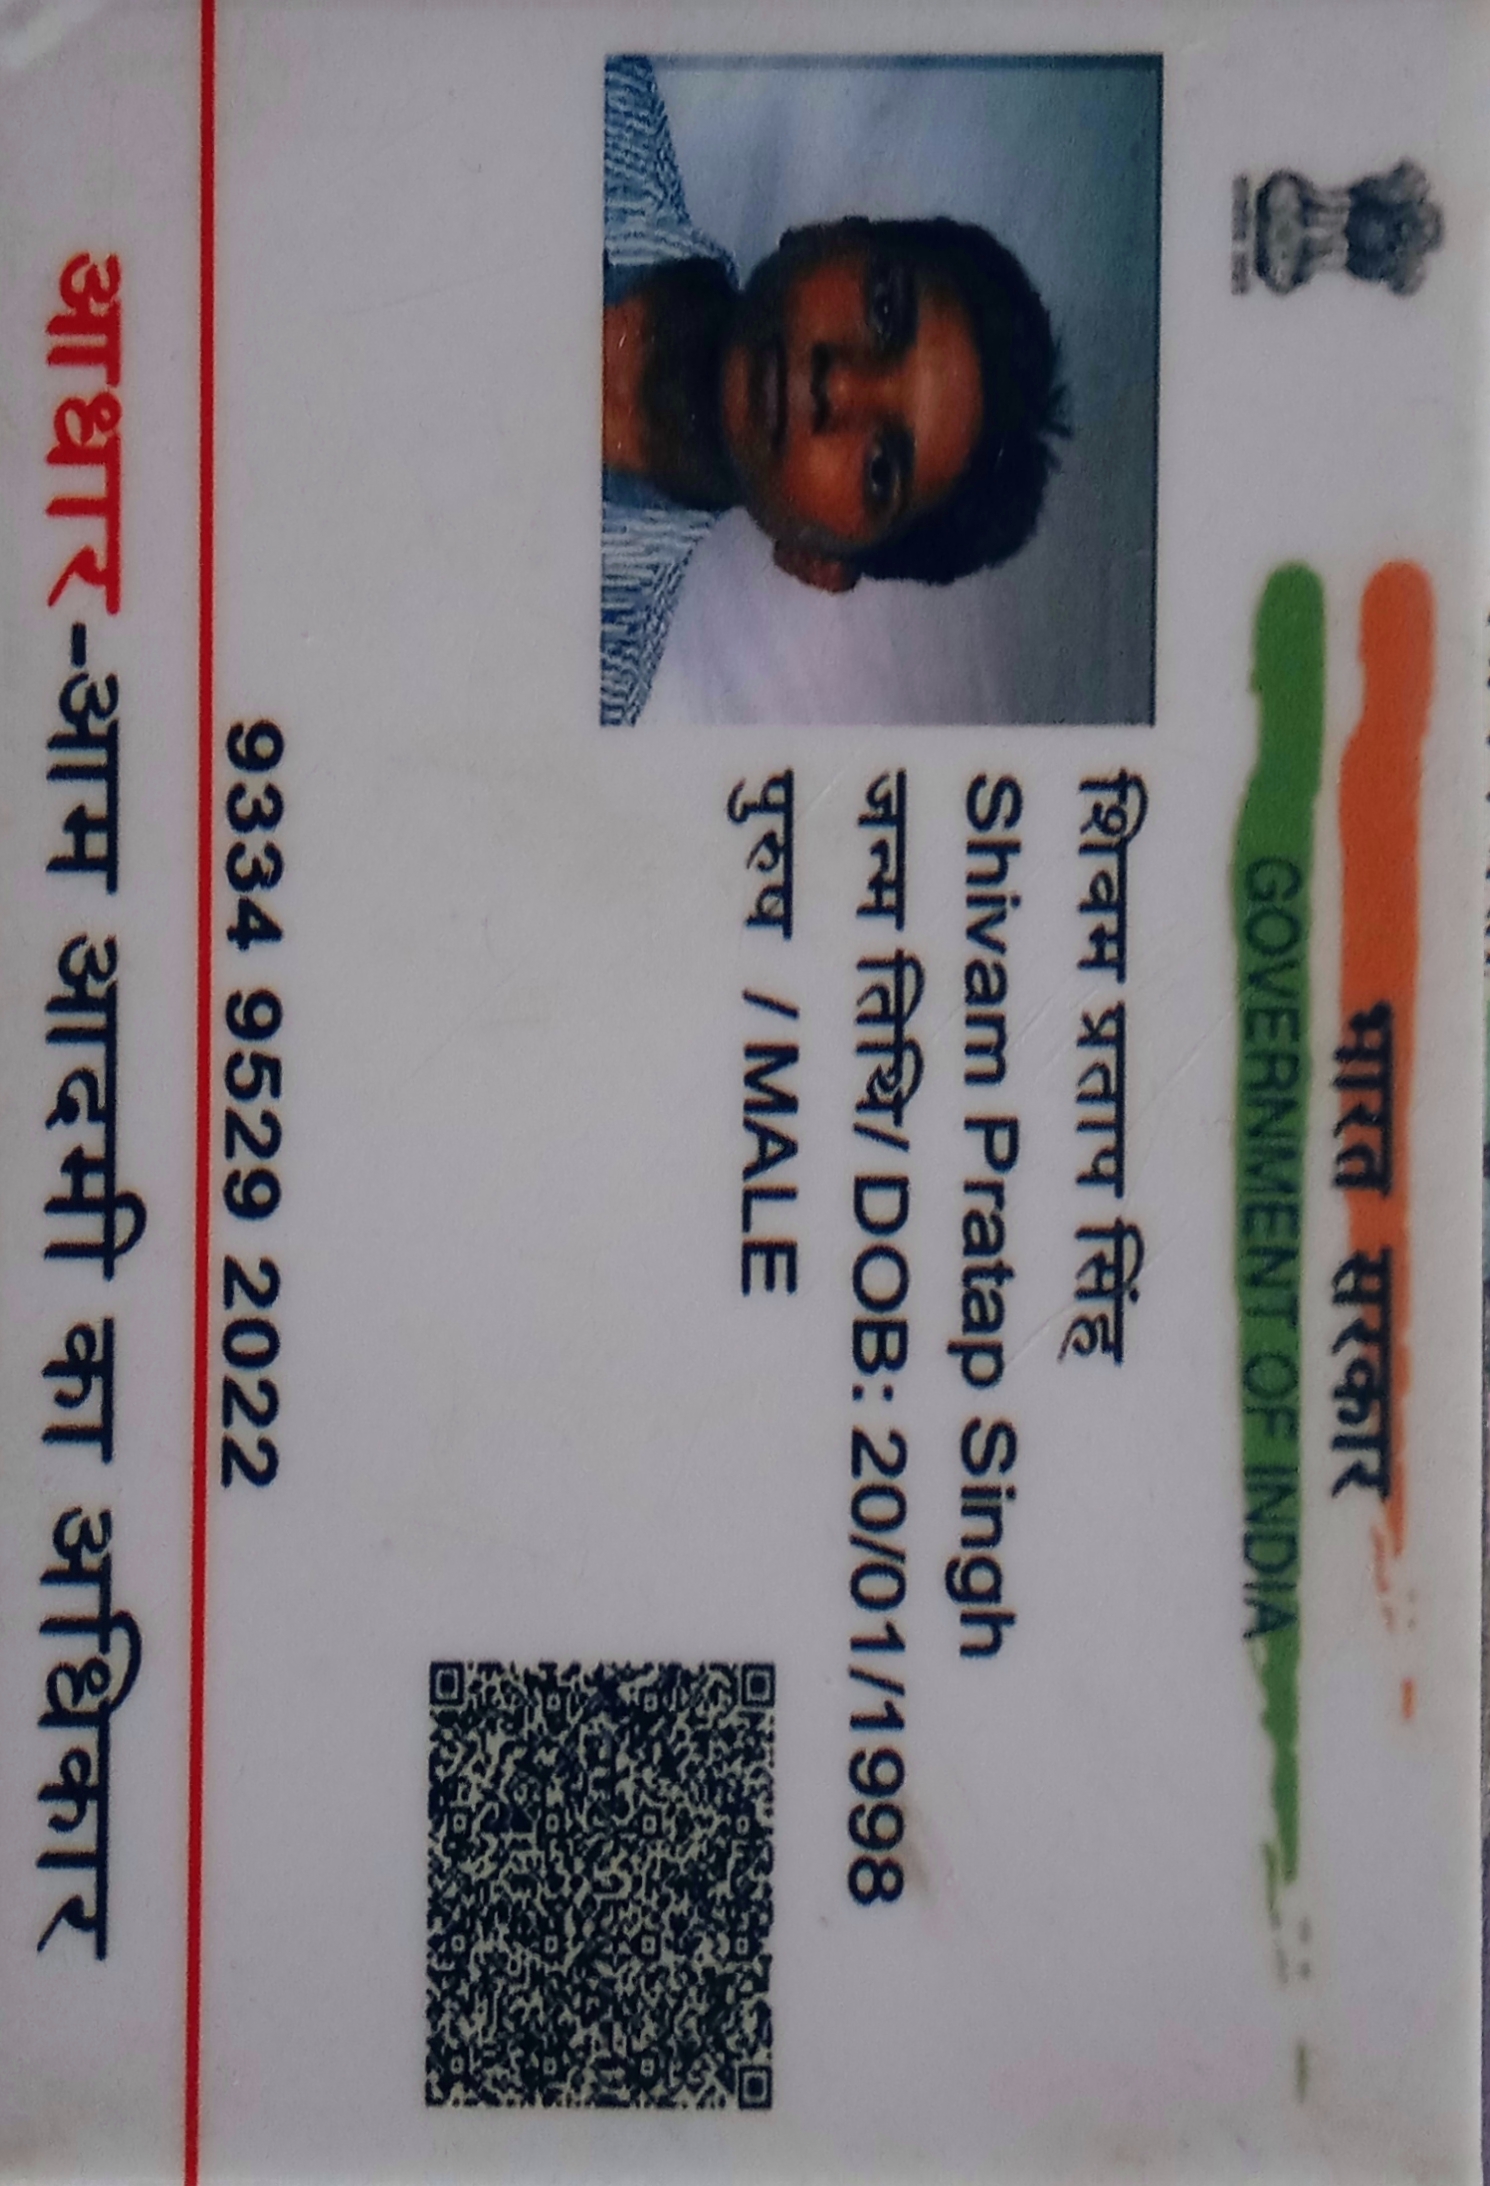 भारत सरकार
GOVERNMENT OF INDIA
शिवम प्रताप सिंह
Shivam Pratap Singh
जन्म तिथि/ DOB: 20/01/1998
पुरुष / MALE
9334 9529 2022
आधार-आम आदमी का अधिकार